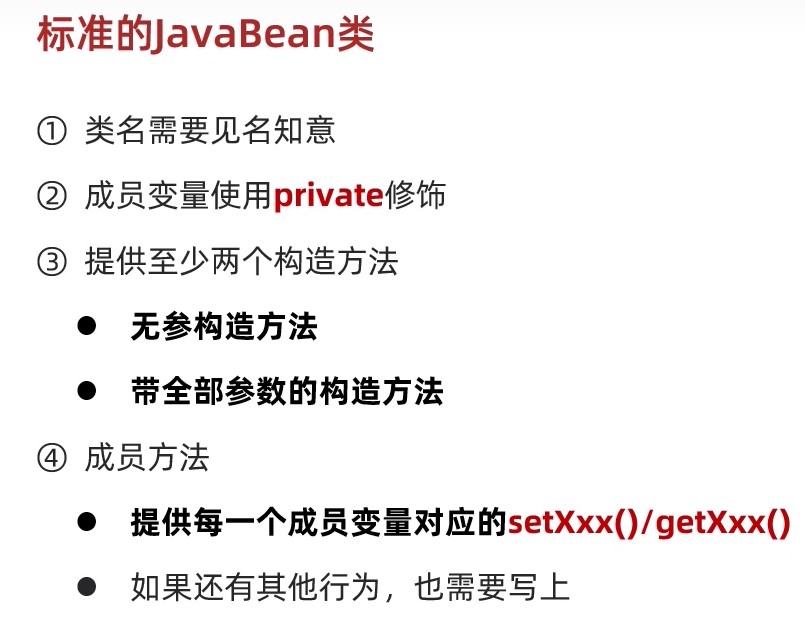 标准的JavaBean类
① 类名需要见名知意
② 成员变量使用private修饰
③ 提供至少两个构造方法
● 无参构造方法
● 带全部参数的构造方法
④ 成员方法
● 提供每一个成员变量对应的setXxx()/getXxx()
● 如果还有其他行为，也需要写上